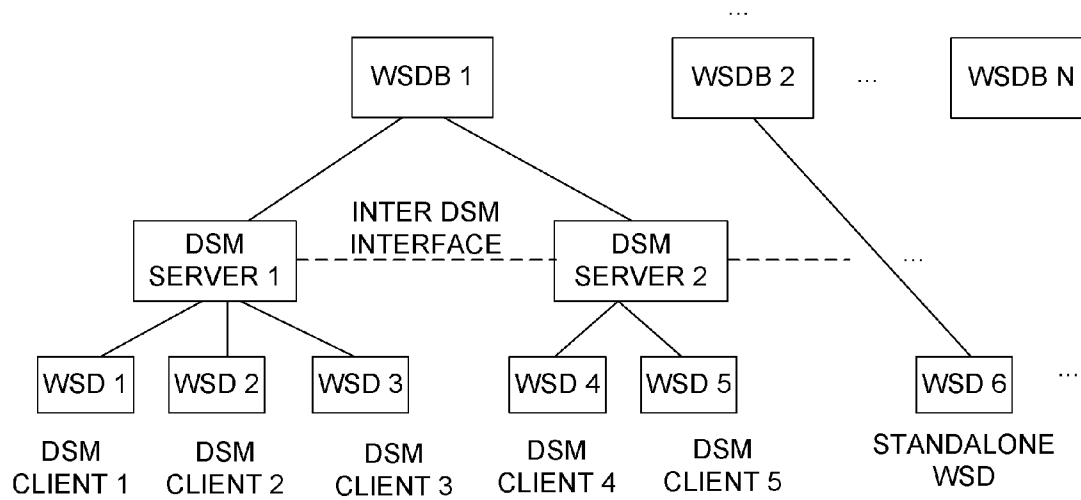 ...
WSDB 1
WSDB 2
...
WSDB N
INTER DSM
INTERFACE
DSM
SERVER 1
DSM
SERVER 2
...
WSD 1
WSD 2
WSD 3
WSD 4
WSD 5
WSD 6
...
DSM
CLIENT 1
DSM
CLIENT 2
DSM
CLIENT 3
DSM
CLIENT 4
DSM
CLIENT 5
STANDALONE
WSD